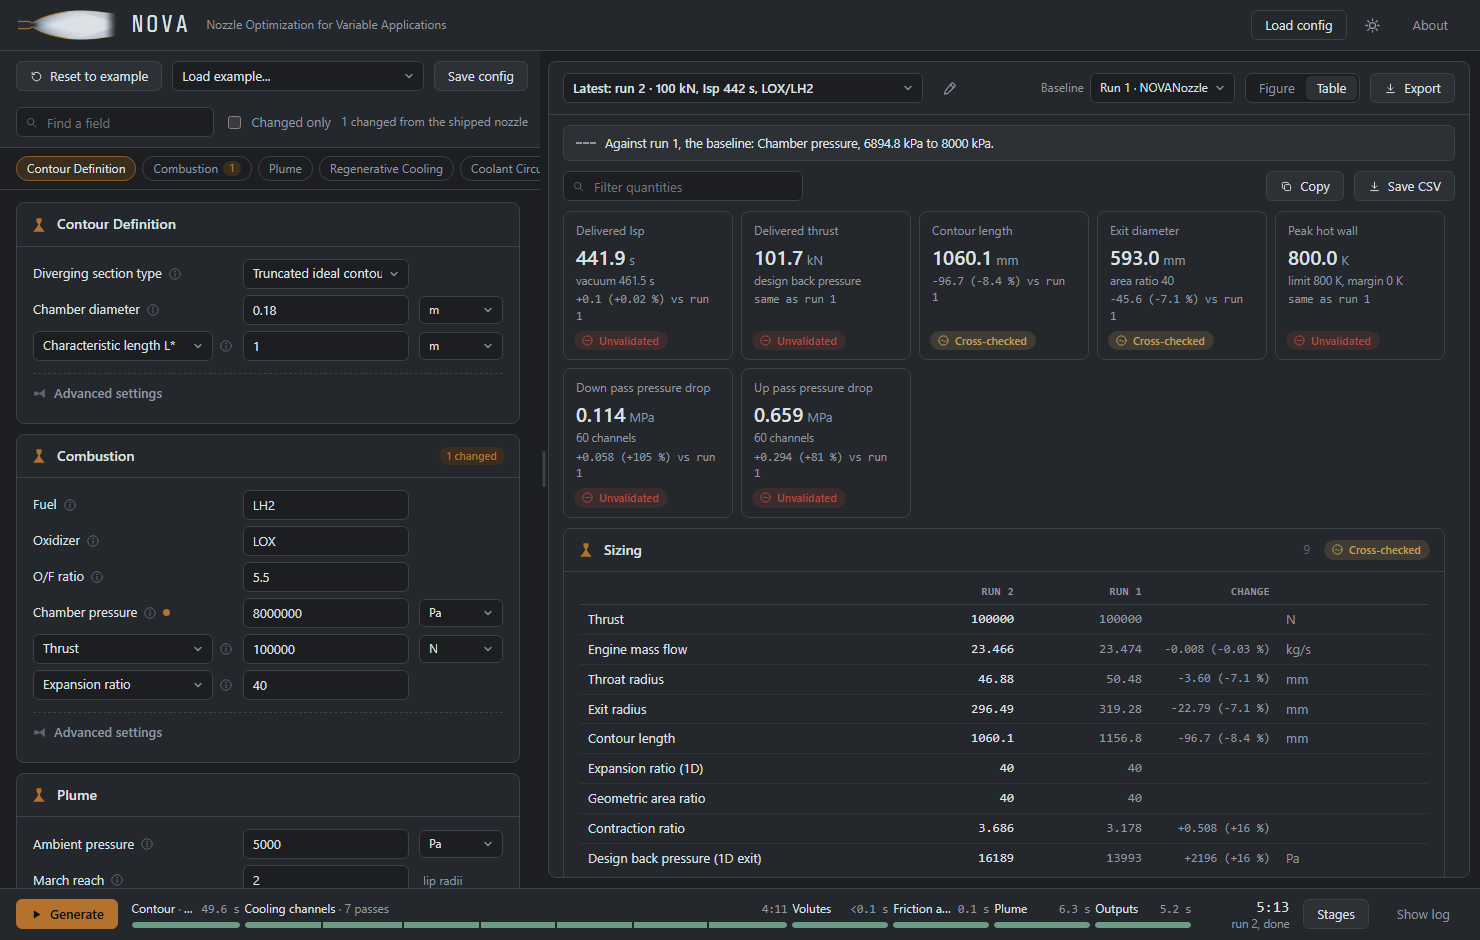 NOVA
Nozzle Optimization for Variable Applications
Load config
About
Reset to example
Load example...
Save config
Find a field
Changed only
1 changed from the shipped nozzle
Contour Definition
Combustion 1
Plume
Regenerative Cooling
Coolant Circu
Contour Definition
Diverging section type
Truncated ideal contou
Chamber diameter
0.18
m
Characteristic length L*
1
m
Advanced settings
Combustion
1 changed
Fuel
LH2
Oxidizer
LOX
O/F ratio
5.5
Chamber pressure
8000000
Pa
Thrust
100000
N
Expansion ratio
40
Advanced settings
Plume
Ambient pressure
5000
Pa
March reach
2
lip radii
Latest: run 2 · 100 kN, Isp 442 s, LOX/LH2
Baseline
Run 1 · NOVANozzle
Figure
Table
Export
Against run 1, the baseline: Chamber pressure, 6894.8 kPa to 8000 kPa.
Filter quantities
Copy
Save CSV
Delivered Isp
441.9 s
vacuum 461.5 s
+0.1 (+0.02 %) vs run
1
Unvalidated
Delivered thrust
101.7 kN
design back pressure
same as run 1
Unvalidated
Contour length
1060.1 mm
-96.7 (-8.4 %) vs run
1
Cross-checked
Exit diameter
593.0 mm
area ratio 40
-45.6 (-7.1 %) vs run
1
Cross-checked
Peak hot wall
800.0 K
limit 800 K, margin 0 K
same as run 1
Unvalidated
Down pass pressure drop
0.114 MPa
60 channels
+0.058 (+105 %) vs run
1
Unvalidated
Up pass pressure drop
0.659 MPa
60 channels
+0.294 (+81 %) vs run
1
Unvalidated
Sizing
9
Cross-checked
RUN 2 RUN 1 CHANGE
Thrust 100000 100000 N
Engine mass flow 23.466 23.474 -0.008 (-0.03 %) kg/s
Throat radius 46.88 50.48 -3.60 (-7.1 %) mm
Exit radius 296.49 319.28 -22.79 (-7.1 %) mm
Contour length 1060.1 1156.8 -96.7 (-8.4 %) mm
Expansion ratio (1D) 40 40
Geometric area ratio 40 40
Contraction ratio 3.686 3.178 +0.508 (+16 %)
Design back pressure (1D exit) 16189 13993 +2196 (+16 %) Pa
Generate
Contour · ... 49.6 s
Cooling channels · 7 passes 4:11
Volutes <0.1 s
Friction a... 0.1 s
Plume 6.3 s
Outputs 5.2 s
5:13
run 2, done
Stages
Show log